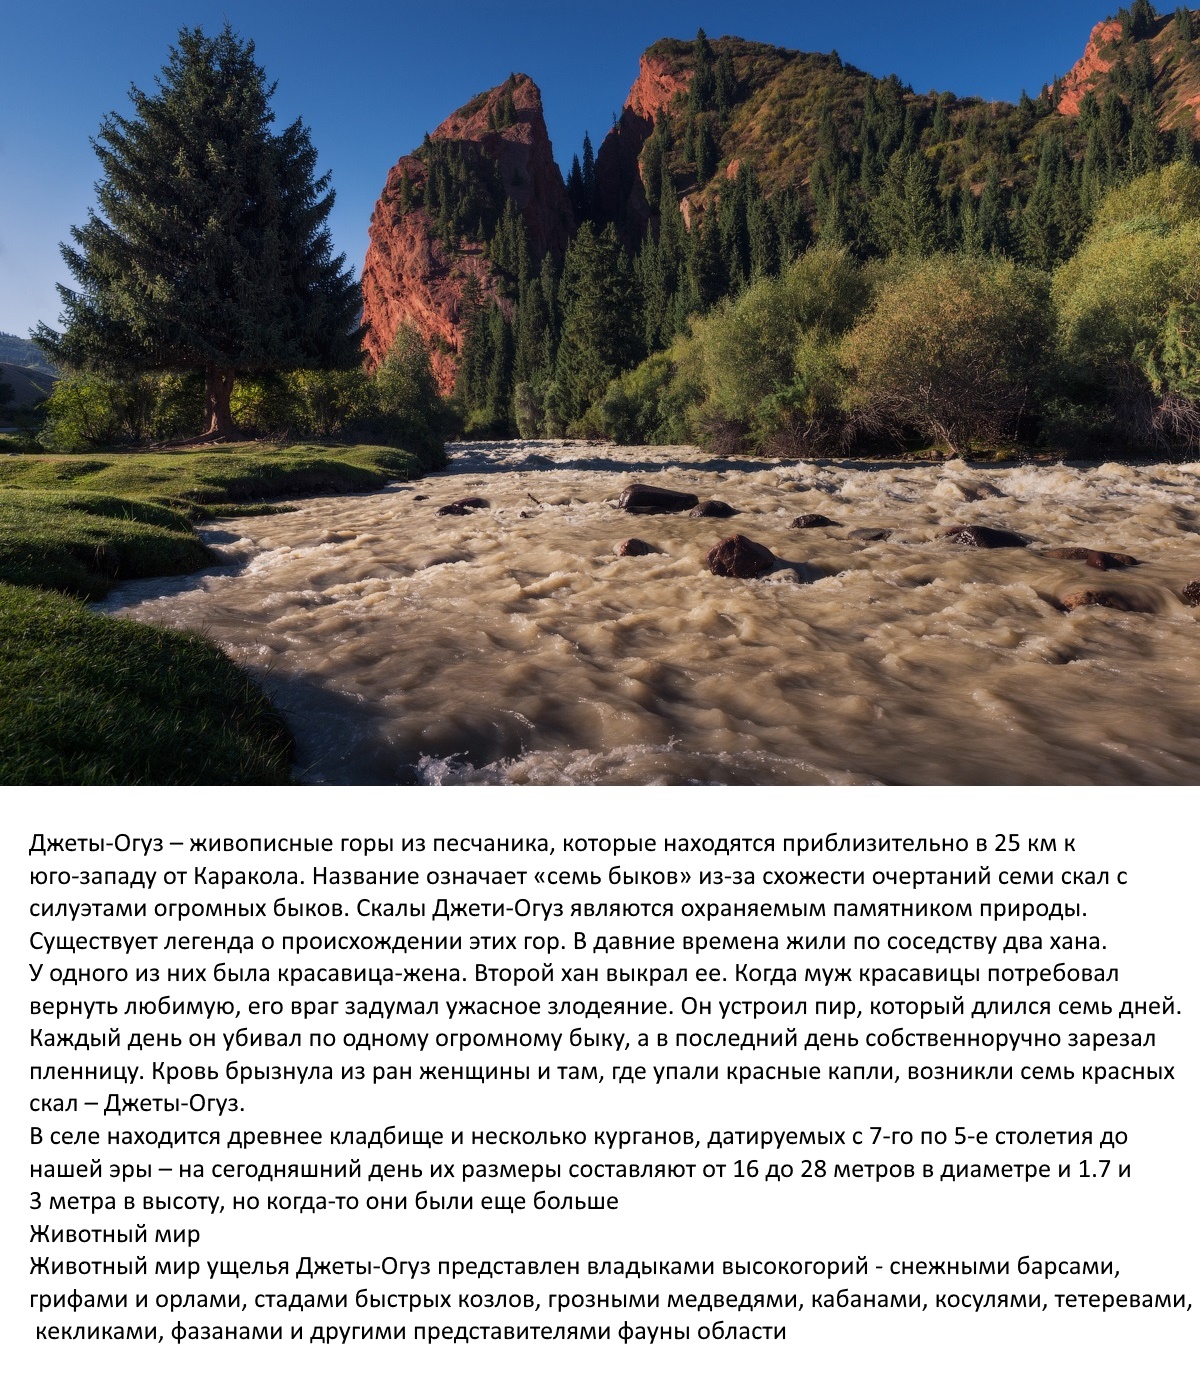 Джеты-Огуз – живописные горы из песчаника, которые находятся приблизительно в 25 км к
юго-западу от Каракола. Название означает «семь быков» из-за схожести очертаний семи скал с
силуэтами огромных быков. Скалы Джети-Огуз являются охраняемым памятником природы.
Существует легенда о происхождении этих гор. В давние времена жили по соседству два хана.
У одного из них была красавица-жена. Второй хан выкрал ее. Когда муж красавицы потребовал
вернуть любимую, его враг задумал ужасное злодеяние. Он устроил пир, который длился семь дней.
Каждый день он убивал по одному огромному быку, а в последний день собственноручно зарезал
пленницу. Кровь брызнула из ран женщины и там, где упали красные капли, возникли семь красных
скал – Джеты-Огуз.
В селе находится древнее кладбище и несколько курганов, датируемых с 7-го по 5-е столетия до
нашей эры – на сегодняшний день их размеры составляют от 16 до 28 метров в диаметре и 1.7 и
3 метра в высоту, но когда-то они были еще больше
Животный мир
Животный мир ущелья Джеты-Огуз представлен владыками высокогорий - снежными барсами,
грифами и орлами, стадами быстрых козлов, грозными медведями, кабанами, косулями, тетеревами,
кекликами, фазанами и другими представителями фауны области